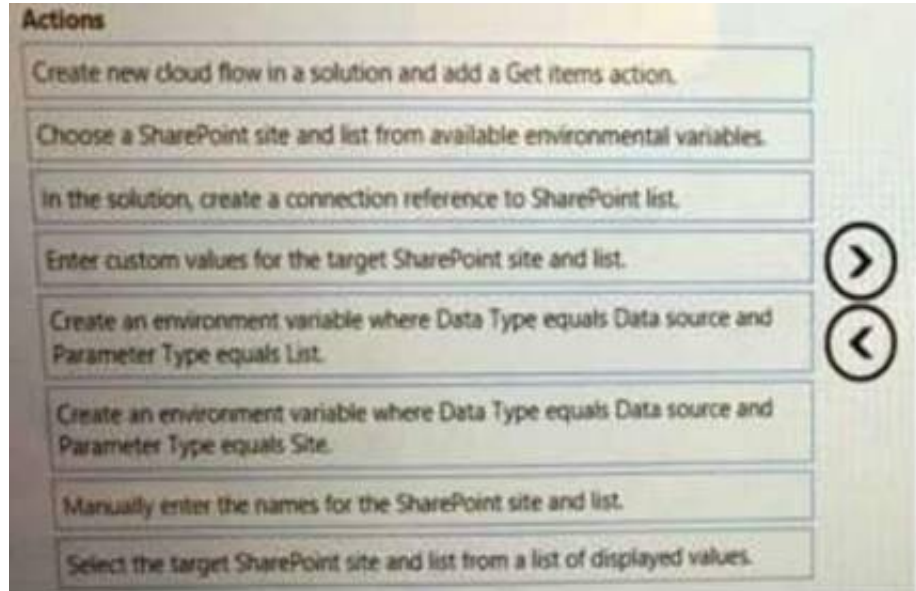 Actions
Create new cloud flow in a solution and add a Get items action.
Choose a SharePoint site and list from available environmental variables.
In the solution, create a connection reference to SharePoint list.
Enter custom values for the target SharePoint site and list.
Create an environment variable where Data Type equals Data source and
Parameter Type equals List.
Create an environment variable where Data Type equals Data source and
Parameter Type equals Site.
Manually enter the names for the SharePoint site and list.
Select the target SharePoint site and list from a list of displayed values.